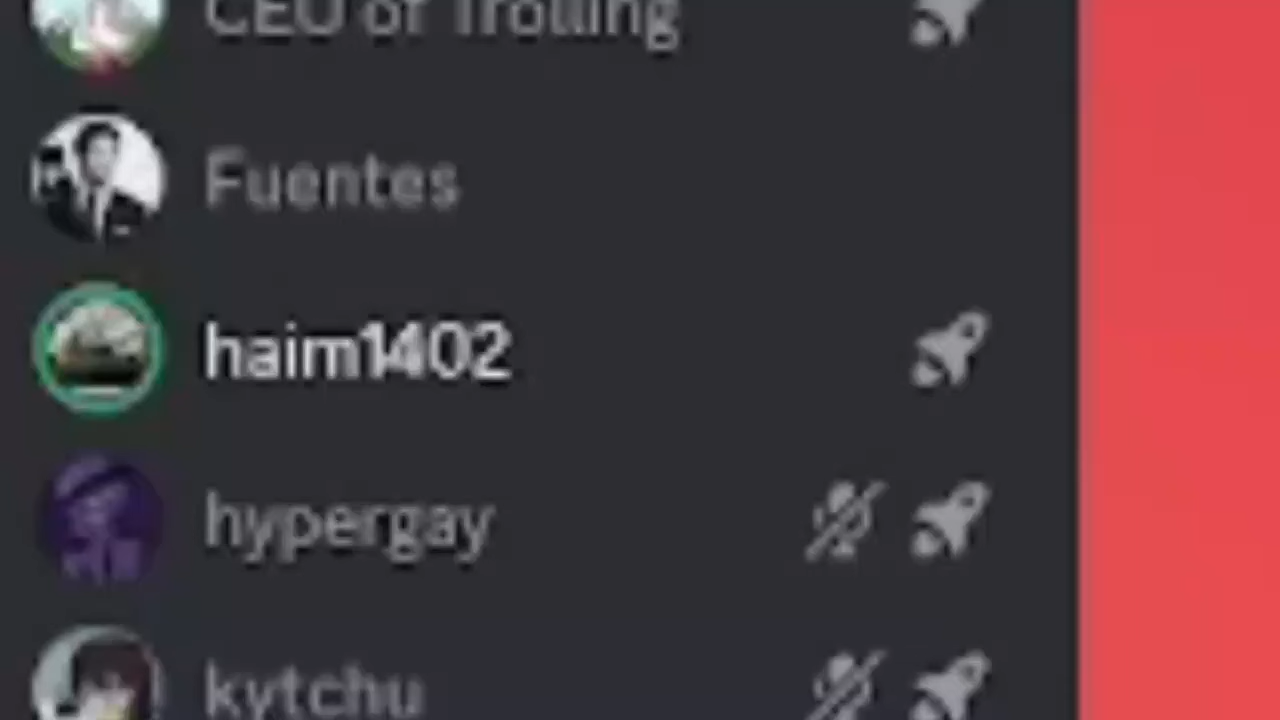 CEO of Trolling
Fuentes
haim1402
hypergay
kytchu